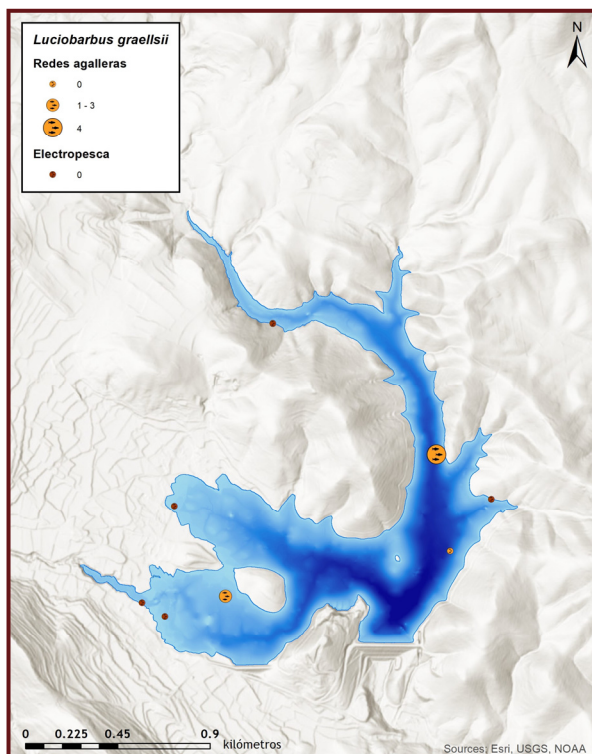 Luciobarbus graellsii
Redes agalleras
0
1 - 3
4
Electropesca
0
N
0 0.225 0.45 0.9
kilómetros
Sources: Esri, USGS, NOAA